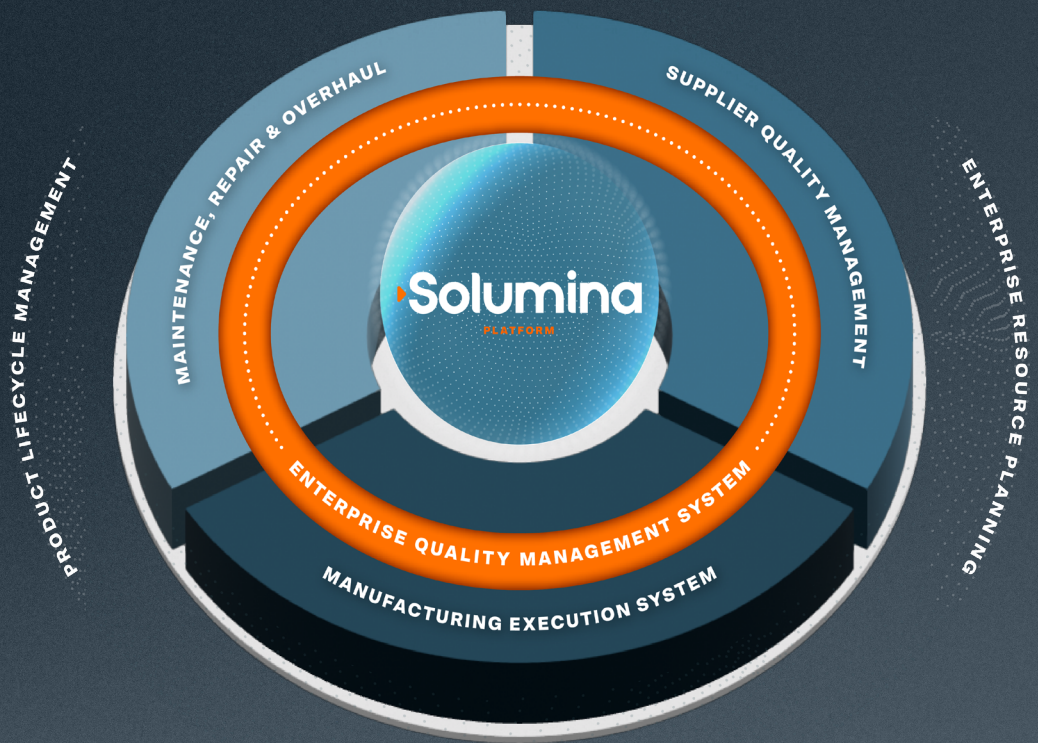 MAINTENANCE, REPAIR & OVERHAUL
SUPPLIER QUALITY MANAGEMENT
PRODUCT LIFECYCLE MANAGEMENT
ENTERPRISE RESOURCE PLANNING
Solumina
PLATFORM
ENTERPRISE QUALITY MANAGEMENT SYSTEM
MANUFACTURING EXECUTION SYSTEM